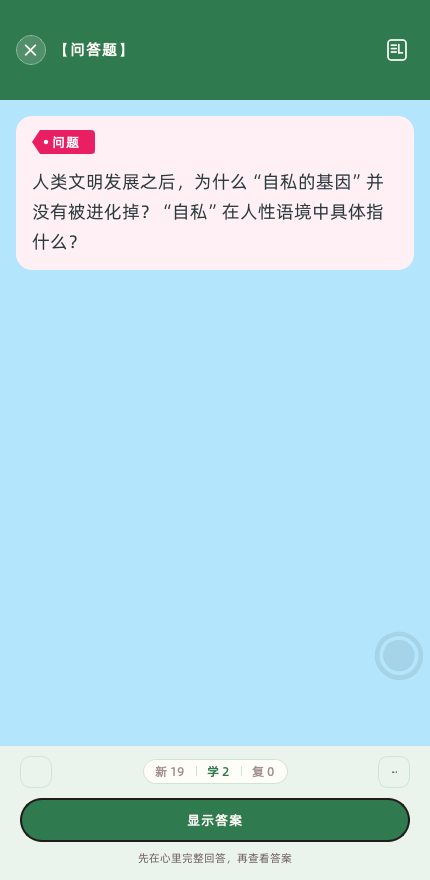 【问答题】
问题
人类文明发展之后，为什么“自私的基因”并
没有被进化掉？“自私”在人性语境中具体指
什么？
新 19 学 2 复 0
显示答案
先在心里完整回答，再查看答案